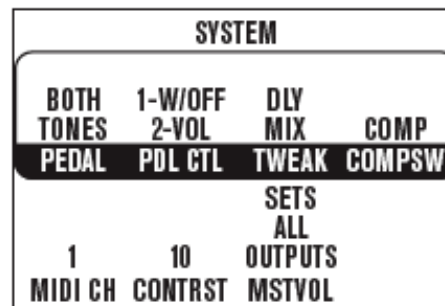 SYSTEM
BOTH 1-W/OFF DLY
TONES 2-VOL MIX COMP
PEDAL PDL CTL TWEAK COMPSW
SETS
ALL
1 10 OUTPUTS
MIDI CH CONTRST MSTVOL